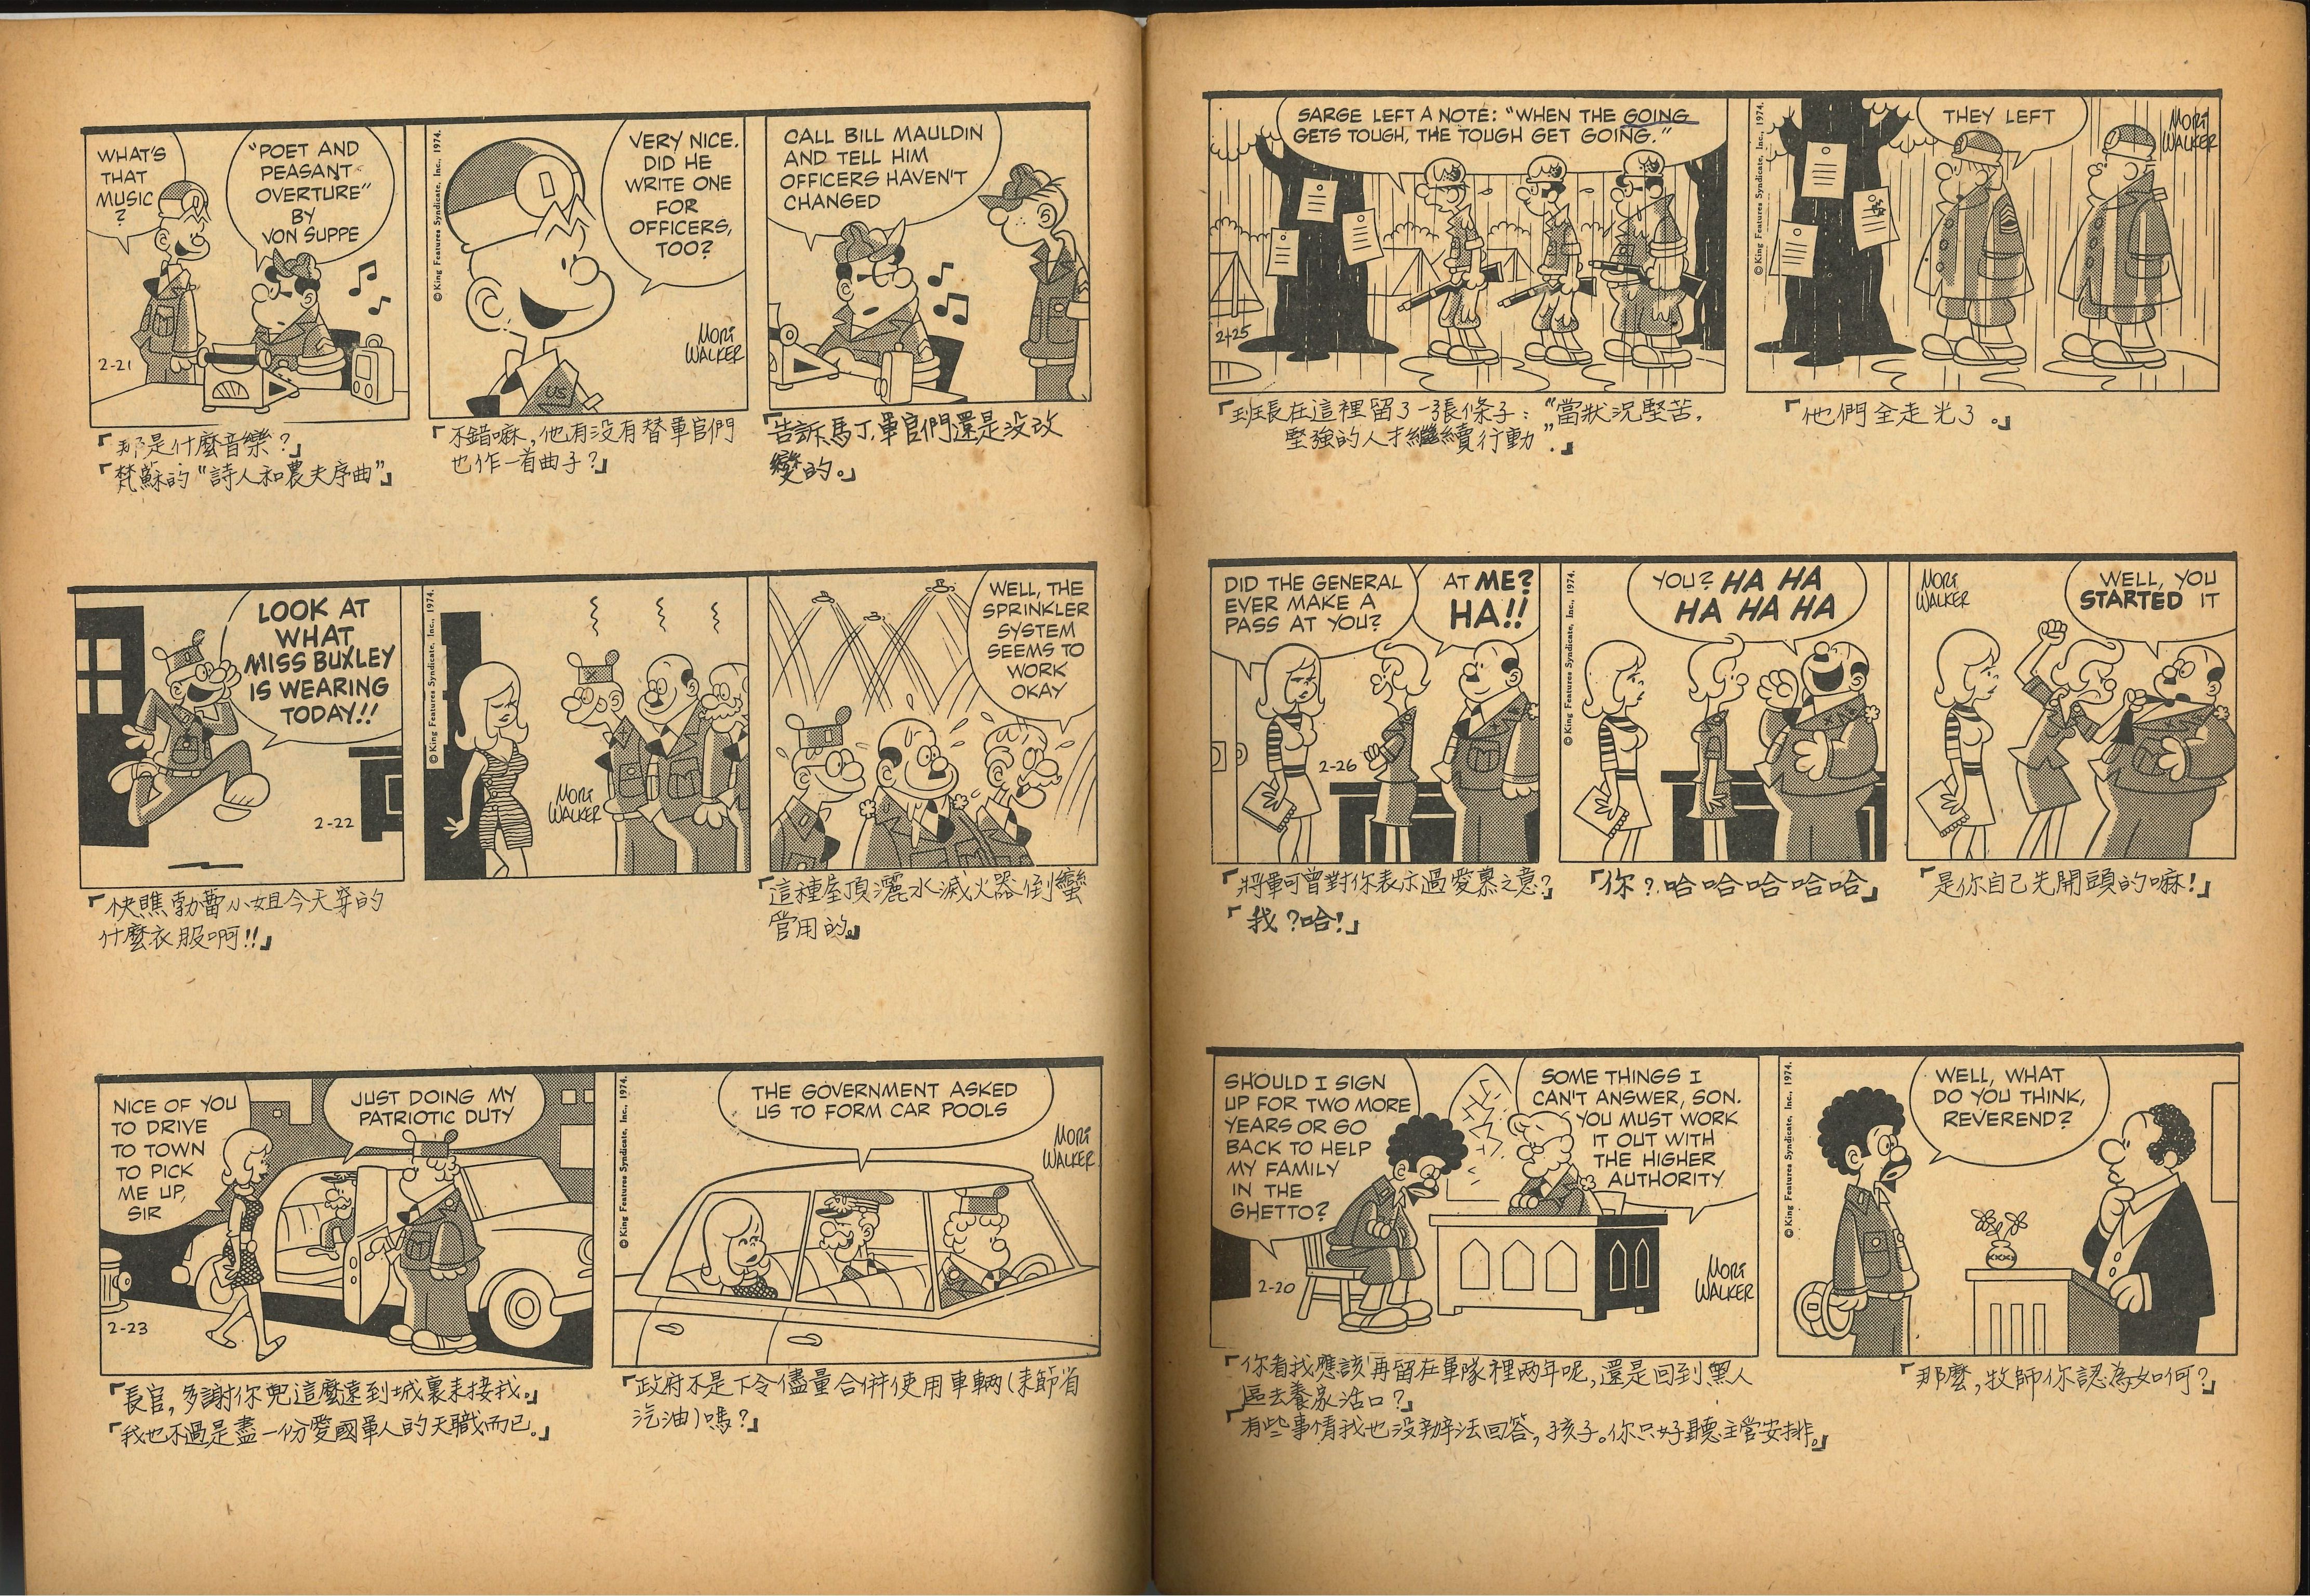 WHAT'S
THAT
MUSIC
?
"POET AND
PEASANT
OVERTURE"
BY
VON SUPPE
2-21
© King Features Syndicate, Inc., 1974.
VERY NICE.
DID HE
WRITE ONE
FOR
OFFICERS,
TOO?
US
MORT
WALKER
CALL BILL MAULDIN
AND TELL HIM
OFFICERS HAVEN'T
CHANGED
「那是什麼音樂?」
「梵蘇的"詩人和農夫序曲"」
「不錯嘛,他有没有替軍官們
也作一首曲子?」
「告訴馬丁,軍官們還是没改
變的。」
LOOK AT
WHAT
MISS BUXLEY
IS WEARING
TODAY!!
2-22
© King Features Syndicate, Inc., 1974.
MORT
WALKER
WELL, THE
SPRINKLER
SYSTEM
SEEMS TO
WORK
OKAY
「快瞧勃蕾小姐今天穿的
什麼衣服啊!!」
「這種屋頂灑水滅火器倒蠻
管用的。」
NICE OF YOU
TO DRIVE
TO TOWN
TO PICK
ME UP,
SIR
JUST DOING MY
PATRIOTIC DUTY
2-23
© King Features Syndicate, Inc., 1974.
THE GOVERNMENT ASKED
US TO FORM CAR POOLS
MORT
WALKER
「長官,多謝你兜這麼遠到城裏來接我。」
「我也不過是盡一份愛國軍人的天職而已。」
「政府不是下令儘量合併使用車輛(来節省
汽油)嗎?」
SARGE LEFT A NOTE: "WHEN THE GOING
GETS TOUGH, THE TOUGH GET GOING."
2-25
© King Features Syndicate, Inc., 1974.
THEY LEFT
MORT
WALKER
「班長在這裡留了一張條子:"當狀況堅苦,
堅強的人才繼續行動".」
「他們全走光了。」
DID THE GENERAL
EVER MAKE A
PASS AT YOU?
AT ME?
HA!!
2-26
© King Features Syndicate, Inc., 1974.
YOU? HA HA
HA HA HA
MORT
WALKER
WELL, YOU
STARTED IT
「將軍可曾對你表示過愛慕之意?」
「我?哈!」
「你?哈哈哈哈哈」
「是你自己先開頭的嘛!」
SHOULD I SIGN
UP FOR TWO MORE
YEARS OR GO
BACK TO HELP
MY FAMILY
IN THE
GHETTO?
SOME THINGS I
CAN'T ANSWER, SON.
YOU MUST WORK
IT OUT WITH
THE HIGHER
AUTHORITY
2-20
MORT
WALKER
© King Features Syndicate, Inc., 1974.
WELL, WHAT
DO YOU THINK,
REVEREND?
「你看我應該再留在軍隊裡两年呢,還是回到黑人
區去養家活口?」
「有些事情我也没辦法回答,孩子。你只好聽主當安排。」
「那麼,牧師你認為如何?」